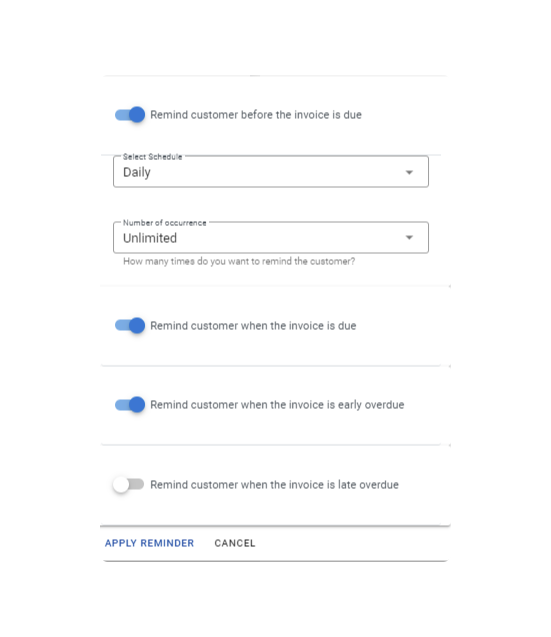 Remind customer before the invoice is due
Select Schedule
Daily
Number of occurrence
Unlimited
How many times do you want to remind the customer?
Remind customer when the invoice is due
Remind customer when the invoice is early overdue
Remind customer when the invoice is late overdue
APPLY REMINDER CANCEL